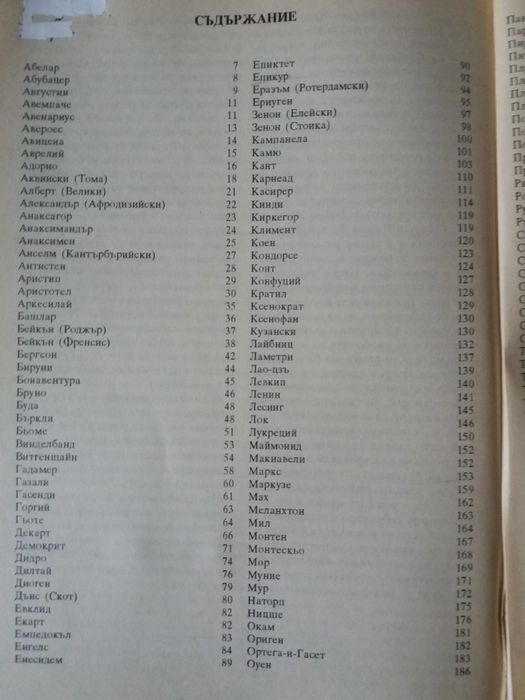 СЪДЪРЖАНИЕ
Абелар 7
Абубацер 8
Августин 9
Авемпаче 11
Авенариус 11
Авероес 13
Авицена 14
Аврелий 15
Адорно 16
Аквински (Тома) 18
Алберт (Велики) 21
Александър (Афродизийски) 22
Анаксагор 23
Анаксимандър 24
Анаксимен 25
Анселм (Кантърбърийски) 27
Антистен 28
Аристип 29
Аристотел 30
Аркесилай 35
Башлар 36
Бейкън (Роджър) 37
Бейкън (Френсис) 38
Бергсон 42
Бируни 44
Бонавентура 45
Бруно 46
Буда 48
Бъркли 48
Бьоме 51
Винделбанд 53
Витгенщайн 54
Гадамер 58
Газали 60
Гасенди 61
Горгий 63
Гьоте 64
Декарт 66
Демокрит 71
Дидро 74
Дилтай 76
Диоген 79
Дънс (Скот) 80
Евклид 82
Екарт 82
Емпедокъл 83
Енгелс 84
Енесидем 89
Епиктет 90
Епикур 92
Еразъм (Ротердамски) 94
Ериуген 95
Зенон (Елейски) 97
Зенон (Стоика) 98
Кампанела 100
Камю 101
Кант 103
Карнеад 110
Касирер 111
Кинди 114
Киркегор 119
Климент 119
Коен 120
Кондорсе 123
Конт 124
Конфуций 127
Кратил 128
Ксенократ 129
Ксенофан 130
Кузански 130
Лайбниц 132
Ламетри 137
Лао-цзъ 139
Левкип 140
Ленин 141
Лесинг 145
Лок 146
Лукреций 150
Маймонид 152
Макиавели 152
Маркс 153
Маркузе 159
Мах 162
Меланхтон 163
Мил 164
Монтен 167
Монтескьо 168
Мор 169
Муние 171
Мур 172
Наторп 175
Ницше 176
Окам 181
Ориген 182
Ортега-и-Гасет 183
Оуен 186